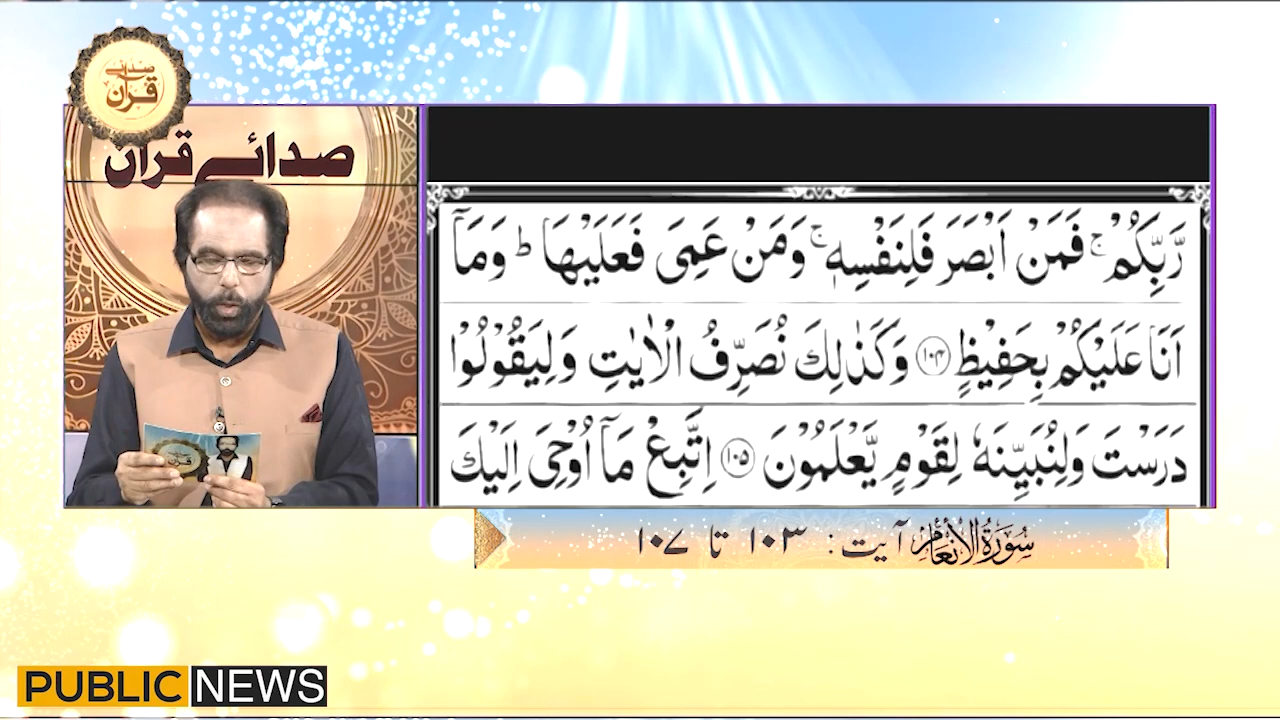 صدائے قرآن
صدائے قرآن
رَّبِّكُمْ ۚ فَمَنْ اَبْصَرَ فَلِنَفْسِهٖ ۚ وَمَنْ عَمِىَ فَعَلَيْهَا ؕ وَمَاۤ
اَنَا عَلَيْكُمْ بِحَفِيْظٍ ۱۰۴ وَكَذٰلِكَ نُصَرِّفُ الْاٰيٰتِ وَلِيَقُوْلُوْا
دَرَسْتَ وَلِنُبَيِّنَهٗ لِقَوْمٍ يَّعْلَمُوْنَ ۱۰۵ اِتَّبِعْ مَاۤ اُوْحِىَ اِلَيْكَ
سُوْرَةُ الْاَنْعَام آیت: ۱۰۳ تا ۱۰۷
PUBLIC NEWS